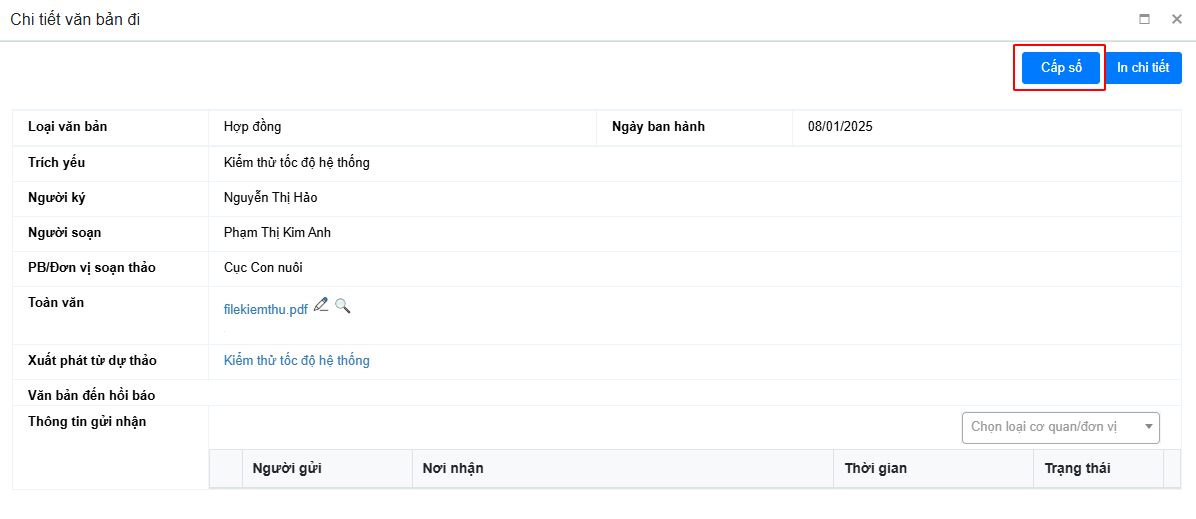 Chi tiết văn bản đi
Cấp số In chi tiết
Loại văn bản Hợp đồng Ngày ban hành 08/01/2025
Trích yếu Kiểm thử tốc độ hệ thống
Người ký Nguyễn Thị Hảo
Người soạn Phạm Thị Kim Anh
PB/Đơn vị soạn thảo Cục Con nuôi
Toàn văn filekiemthu.pdf
Xuất phát từ dự thảo Kiểm thử tốc độ hệ thống
Văn bản đến hồi báo
Thông tin gửi nhận Chọn loại cơ quan/đơn vị
Người gửi Nơi nhận Thời gian Trạng thái